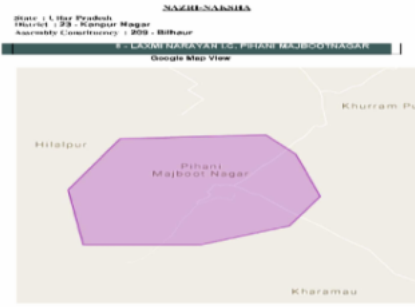 NAZRI-NAKSHA
State : Uttar Pradesh
District : 23 - Kanpur Nagar
Assembly Constituency : 209 - Bilhaur
8 - LAXMI NARAYAN I.C. PIHANI MAJBOOTNAGAR
Google Map View
Khurram
Hilalpur
Pihani
Majboot Nagar
Kharamau